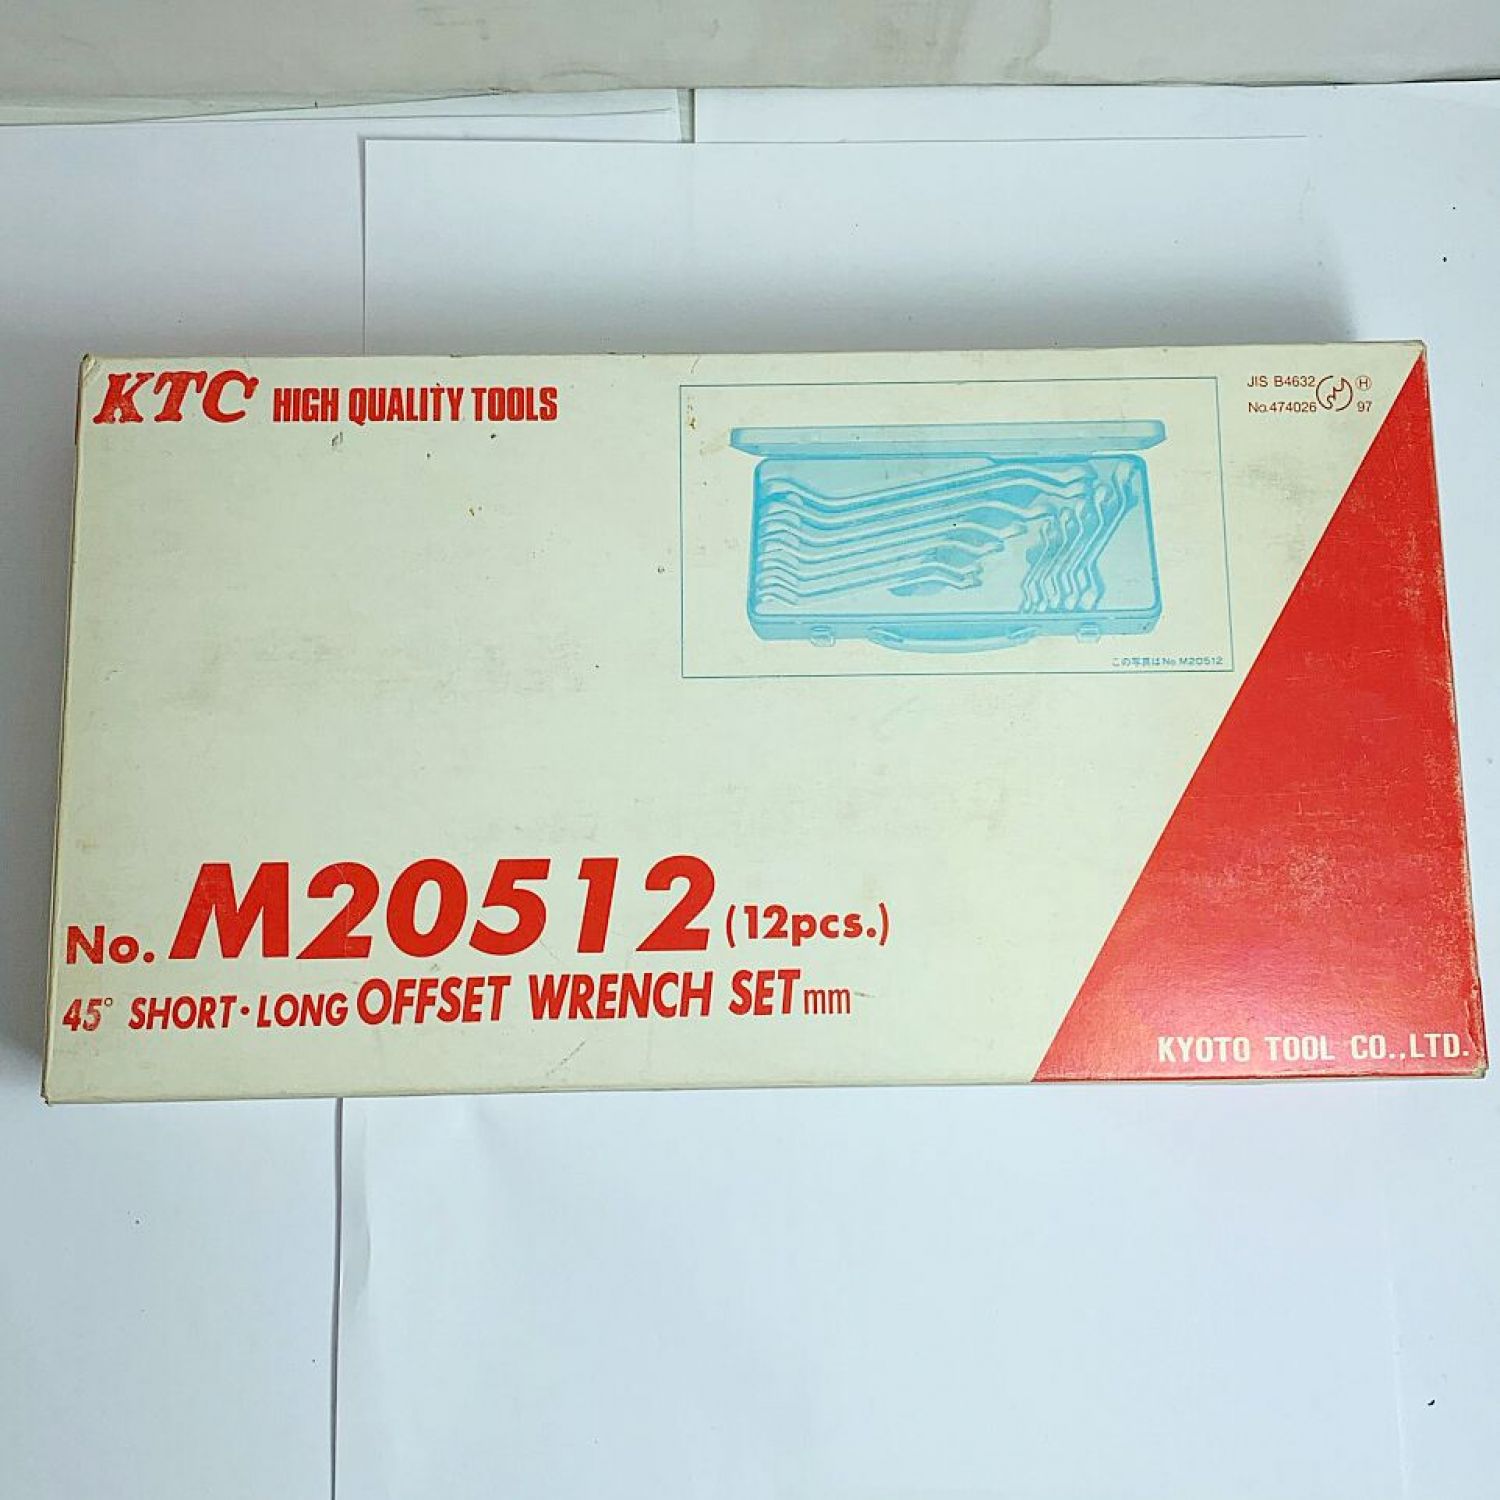 KTC HIGH QUALITY TOOLS
JIS B4632 Ⓗ
No.474026 97
この写真はNo.M20512
No. M20512 (12pcs.)
45° SHORT・LONG OFFSET WRENCH SET mm
KYOTO TOOL CO.,LTD.